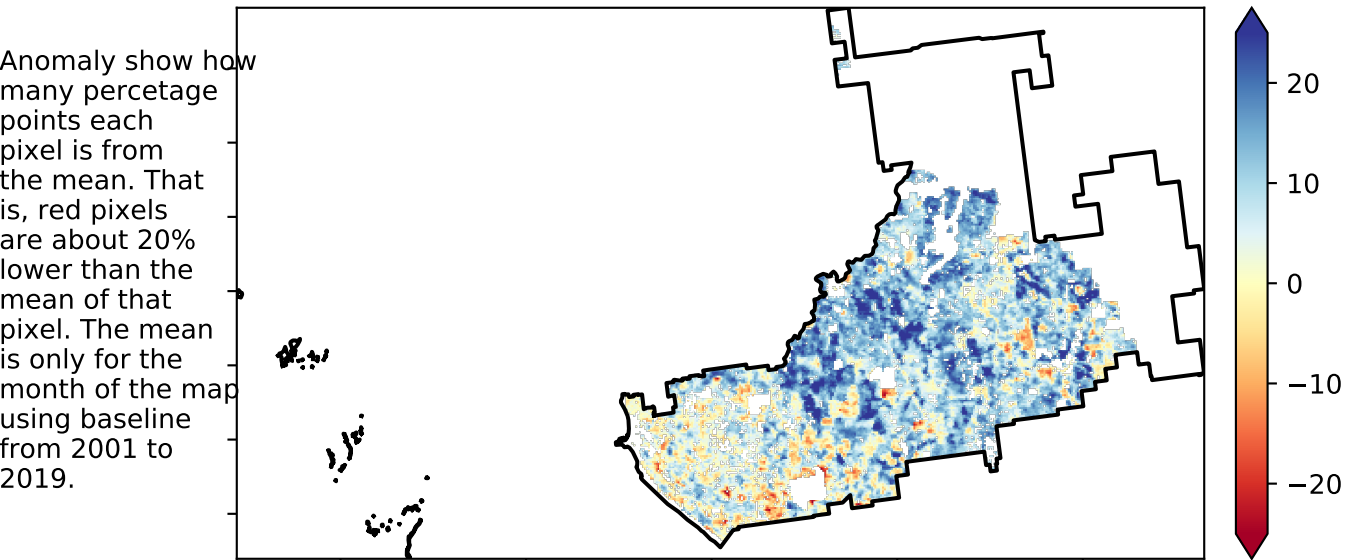 Anomaly show how
many percetage
points each
pixel is from
the mean. That
is, red pixels
are about 20%
lower than the
mean of that
pixel. The mean
is only for the
month of the map
using baseline
from 2001 to
2019.
20
10
0
−10
−20